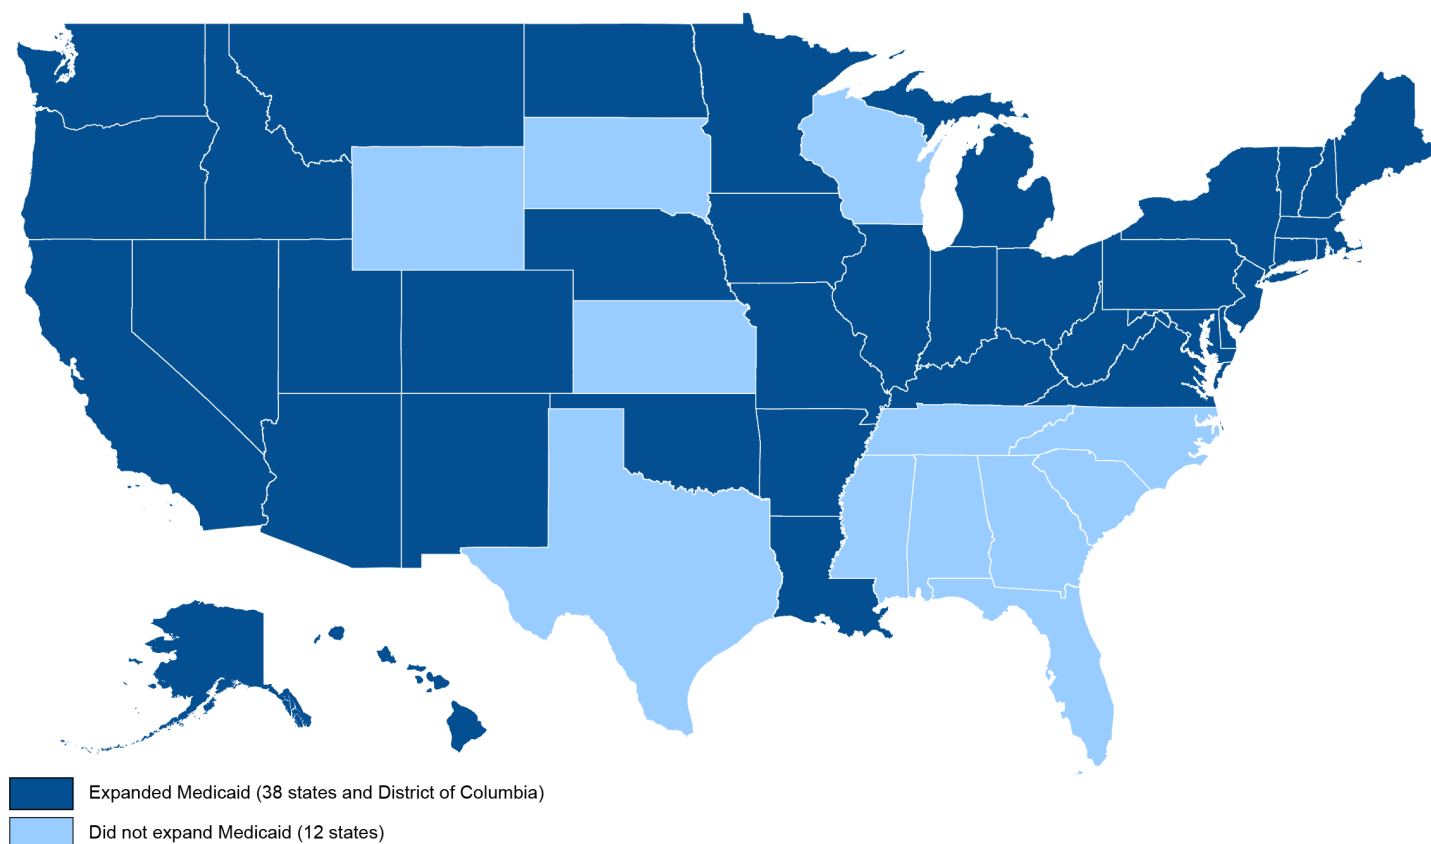 Expanded Medicaid (38 states and District of Columbia)
Did not expand Medicaid (12 states)